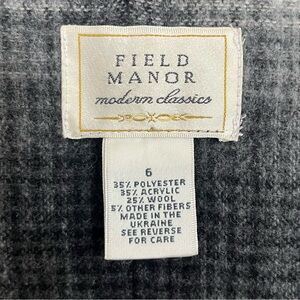 FIELD
MANOR
modern classics
6
35% POLYESTER
35% ACRYLIC
25% WOOL
5% OTHER FIBERS
MADE IN THE
UKRAINE
SEE REVERSE
FOR CARE